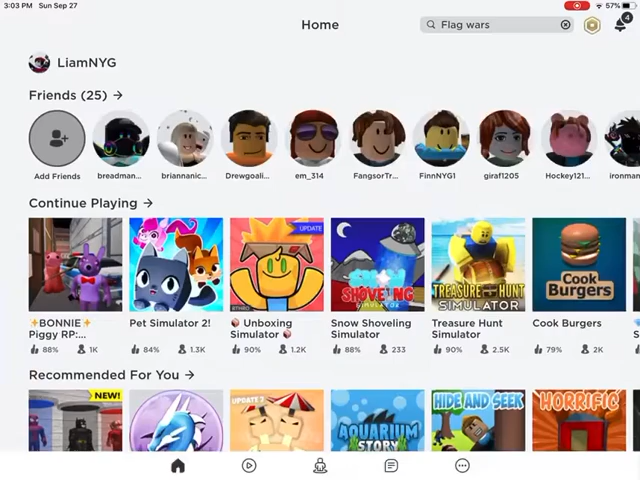 3:03 PM Sun Sep 27
57%
Home
Flag wars
4
LiamNYG
Friends (25) →
Add Friends
breadman...
briannanic...
Drewgoali...
em_314
FangsorTr...
FinnNYG1
giraf1205
Hockey121...
ironman
Continue Playing →
UPDATE
SNOW SHOVELING SIMULATOR
TREASURE HUNT
SIMULATOR
Cook
Burgers
✨BONNIE✨
Piggy RP:...
Pet Simulator 2!
Unboxing
Simulator
Snow Shoveling
Simulator
Treasure Hunt
Simulator
Cook Burgers
88% 1K
84% 1.3K
90% 1.2K
88% 233
90% 2.5K
79% 2K
Recommended For You →
NEW!
UPDATE 2
AQUARIUM
STORY
HIDE AND SEEK
HORRIFIC